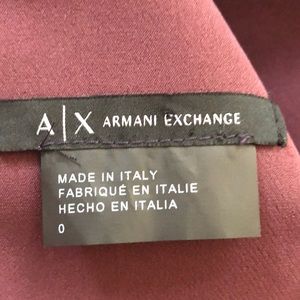 A|X ARMANI EXCHANGE
MADE IN ITALY
FABRIQUÉ EN ITALIE
HECHO EN ITALIA
0